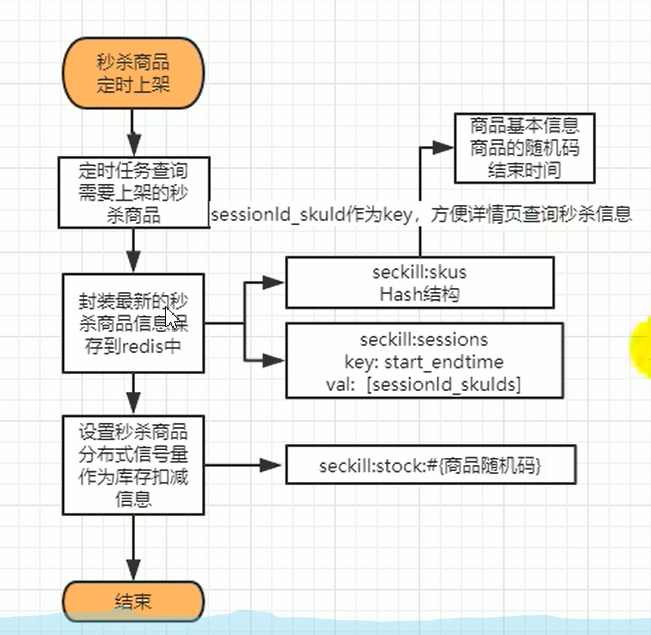 秒杀商品
定时上架
商品基本信息
商品的随机码
结束时间
定时任务查询
需要上架的秒
杀商品
sessionId_skuId作为key，方便详情页查询秒杀信息
封装最新的秒
杀商品信息保
存到redis中
seckill:skus
Hash结构
seckill:sessions
key: start_endtime
val:  [sessionId_skuIds]
设置秒杀商品
分布式信号量
作为库存扣减
信息
seckill:stock:#{商品随机码}
结束